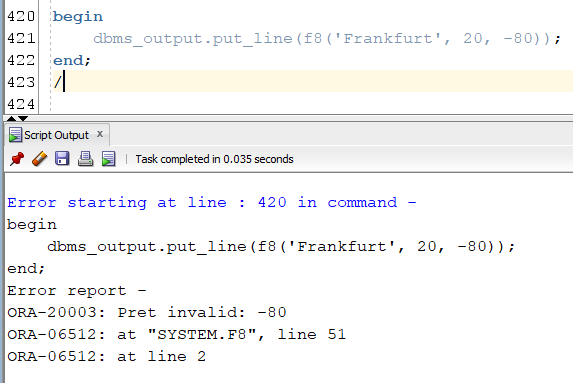 420 begin
421     dbms_output.put_line(f8('Frankfurt', 20, -80));
422 end;
423 /
424
Script Output x
Task completed in 0.035 seconds
Error starting at line : 420 in command -
begin
    dbms_output.put_line(f8('Frankfurt', 20, -80));
end;
Error report -
ORA-20003: Pret invalid: -80
ORA-06512: at "SYSTEM.F8", line 51
ORA-06512: at line 2